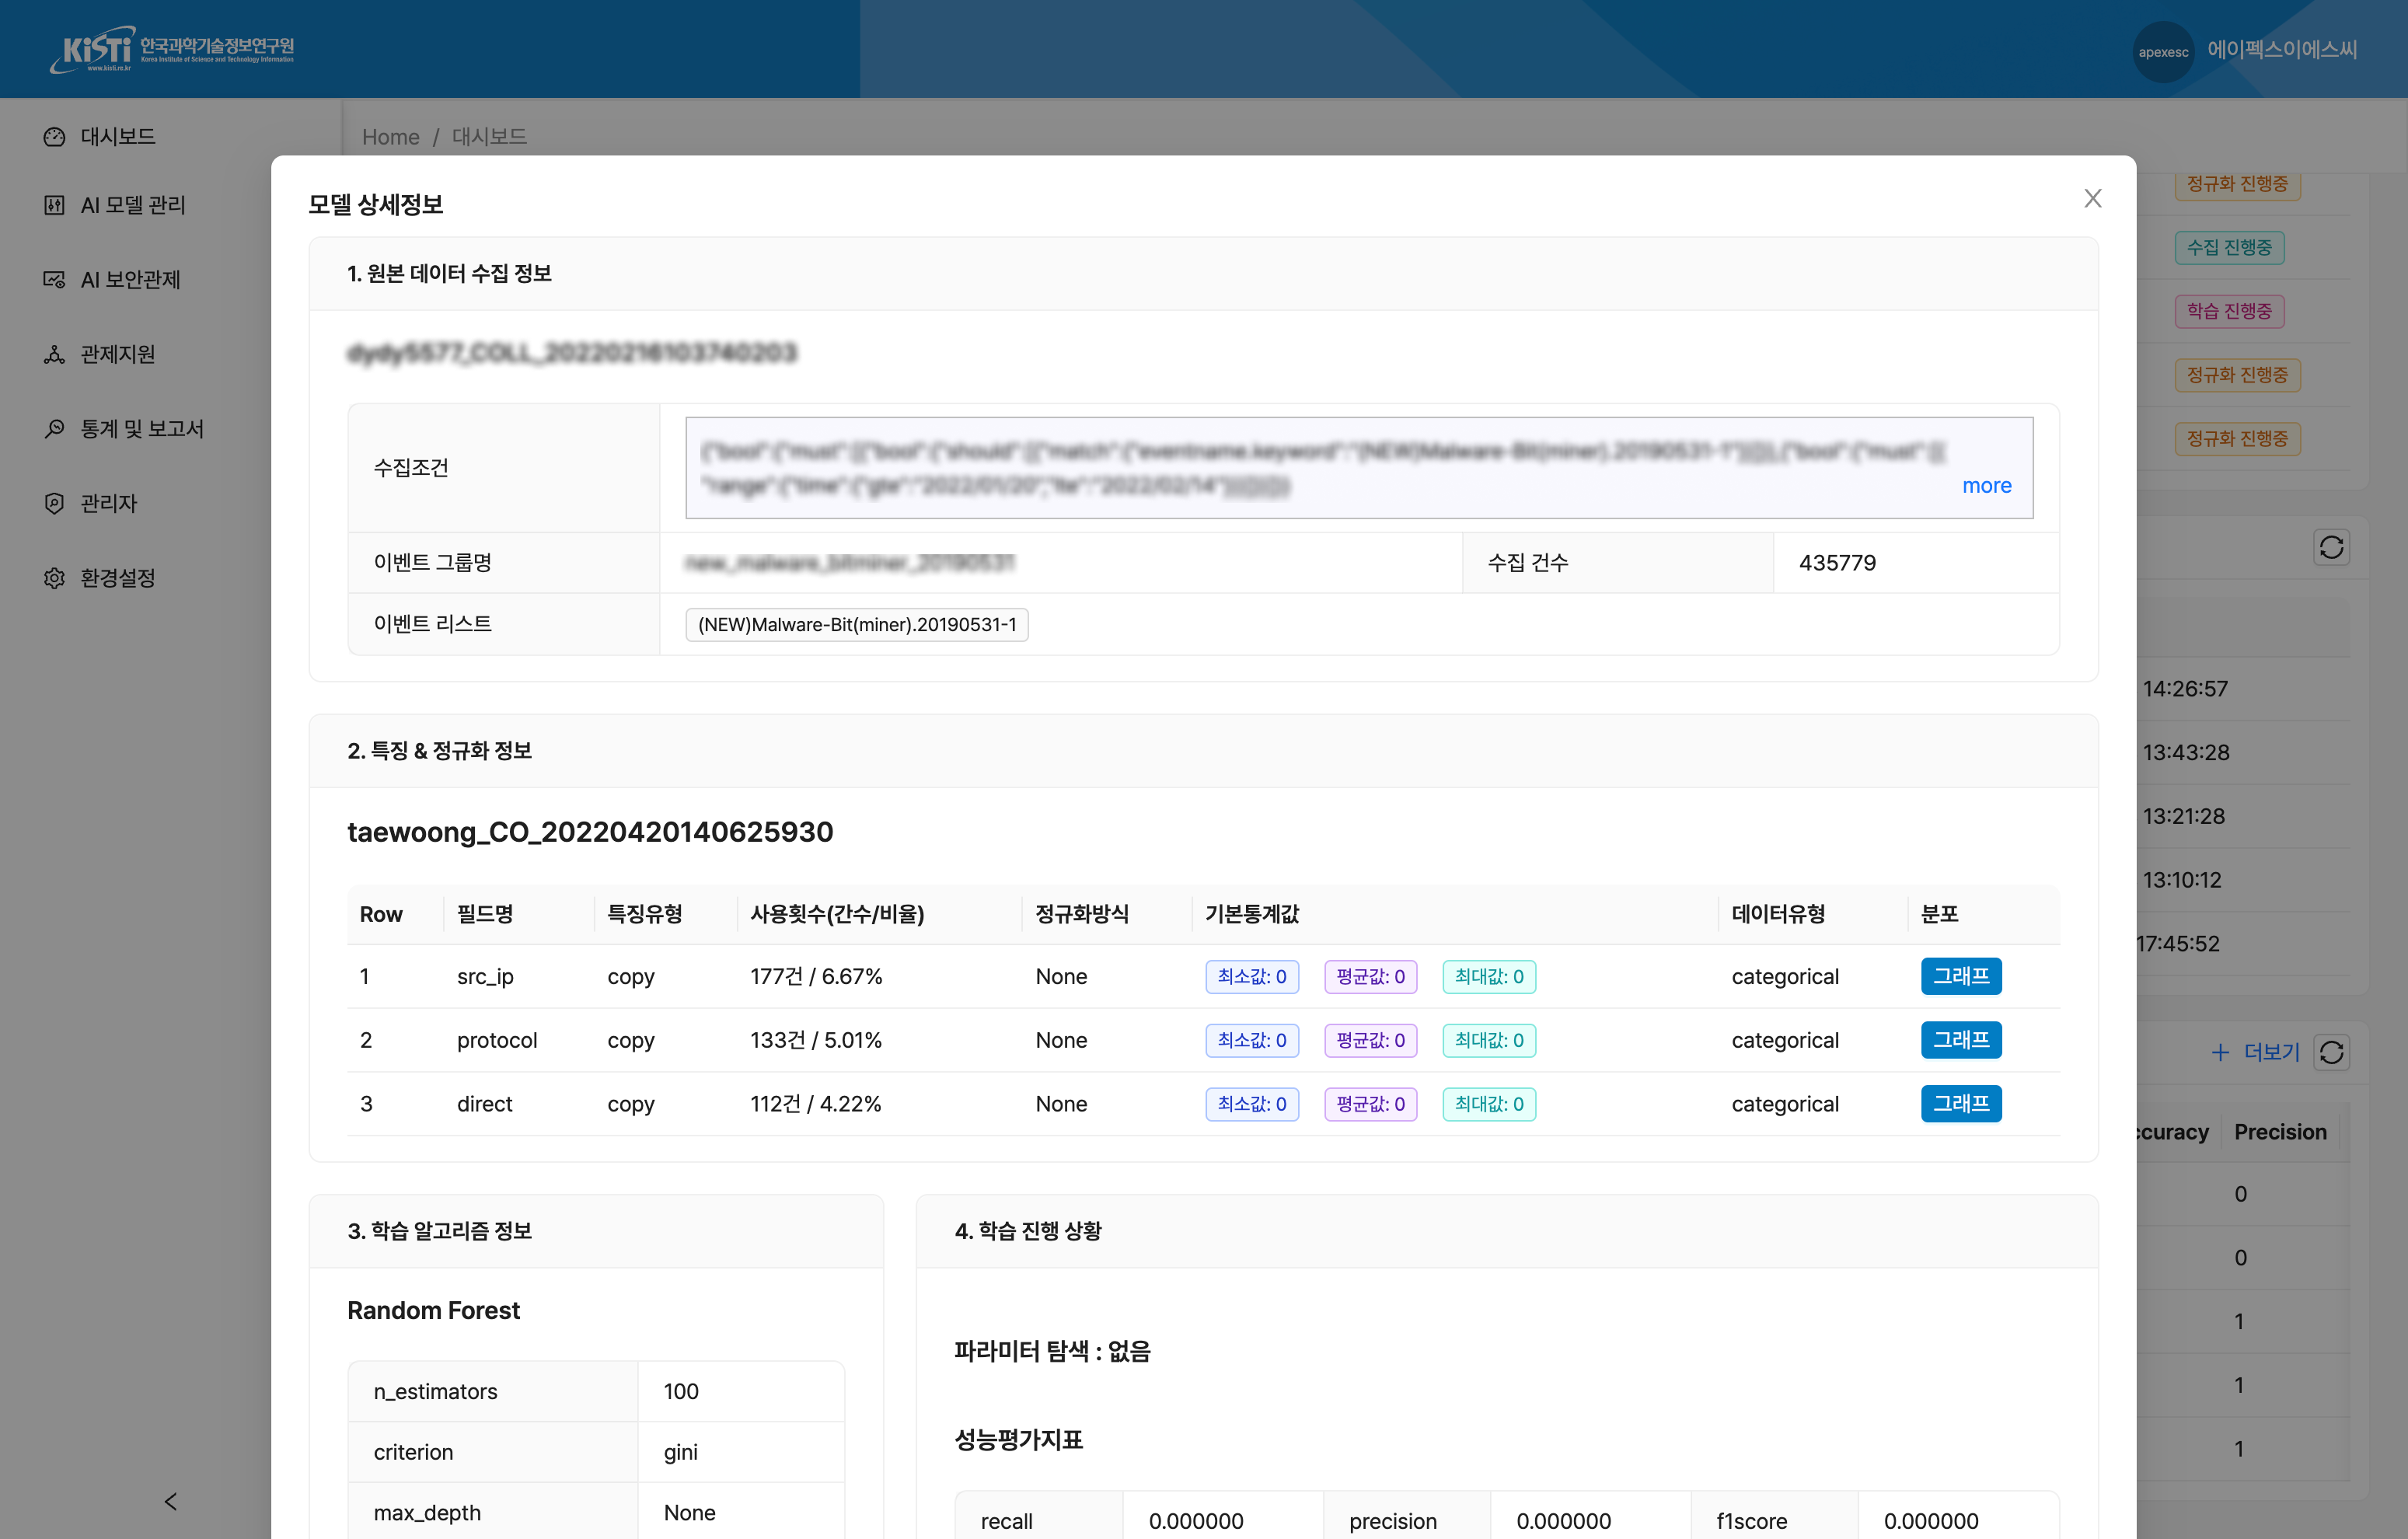 KiSTi 한국과학기술정보연구원
www.kisti.re.kr Korea Institute of Science and Technology Information
apexesc 에이펙스이에스씨
대시보드
AI 모델 관리
AI 보안관제
관제지원
통계 및 보고서
관리자
환경설정
Home / 대시보드
모델 상세정보
1. 원본 데이터 수집 정보
dydy5577_COLL_20220216103740203
수집조건
more
이벤트 그룹명 new_malware_bitminer_20190531 수집 건수 435779
이벤트 리스트 (NEW)Malware-Bit(miner).20190531-1
2. 특징 & 정규화 정보
taewoong_CO_20220420140625930
Row 필드명 특징유형 사용횟수(간수/비율) 정규화방식 기본통계값 데이터유형 분포
1 src_ip copy 177건 / 6.67% None 최소값: 0 평균값: 0 최대값: 0 categorical 그래프
2 protocol copy 133건 / 5.01% None 최소값: 0 평균값: 0 최대값: 0 categorical 그래프
3 direct copy 112건 / 4.22% None 최소값: 0 평균값: 0 최대값: 0 categorical 그래프
3. 학습 알고리즘 정보
Random Forest
n_estimators 100
criterion gini
max_depth None
4. 학습 진행 상황
파라미터 탐색 : 없음
성능평가지표
recall 0.000000 precision 0.000000 f1score 0.000000
정규화 진행중
수집 진행중
학습 진행중
정규화 진행중
정규화 진행중
14:26:57
13:43:28
13:21:28
13:10:12
17:45:52
+ 더보기
ccuracy Precision
0
0
1
1
1